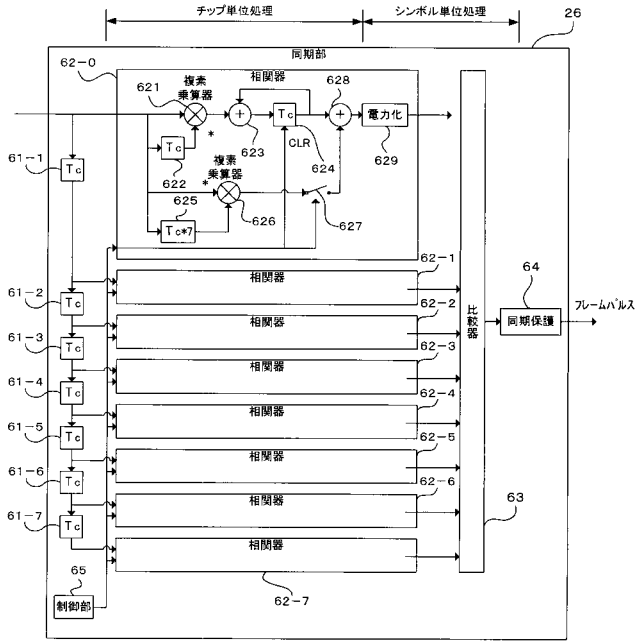 チップ単位処理
シンボル単位処理
26
同期部
62-0
相関器
複素
乗算器
621
628
Tc
電力化
623
CLR
624
629
*
61-1
Tc
Tc
622
複素
乗算器
*
625
Tc*7
626
627
62-1
相関器
61-2
Tc
62-2
相関器
61-3
Tc
62-3
相関器
61-4
Tc
62-4
相関器
61-5
Tc
62-5
相関器
61-6
Tc
62-6
相関器
61-7
Tc
相関器
62-7
比較器
63
64
同期保護
フレームパルス
65
制御部